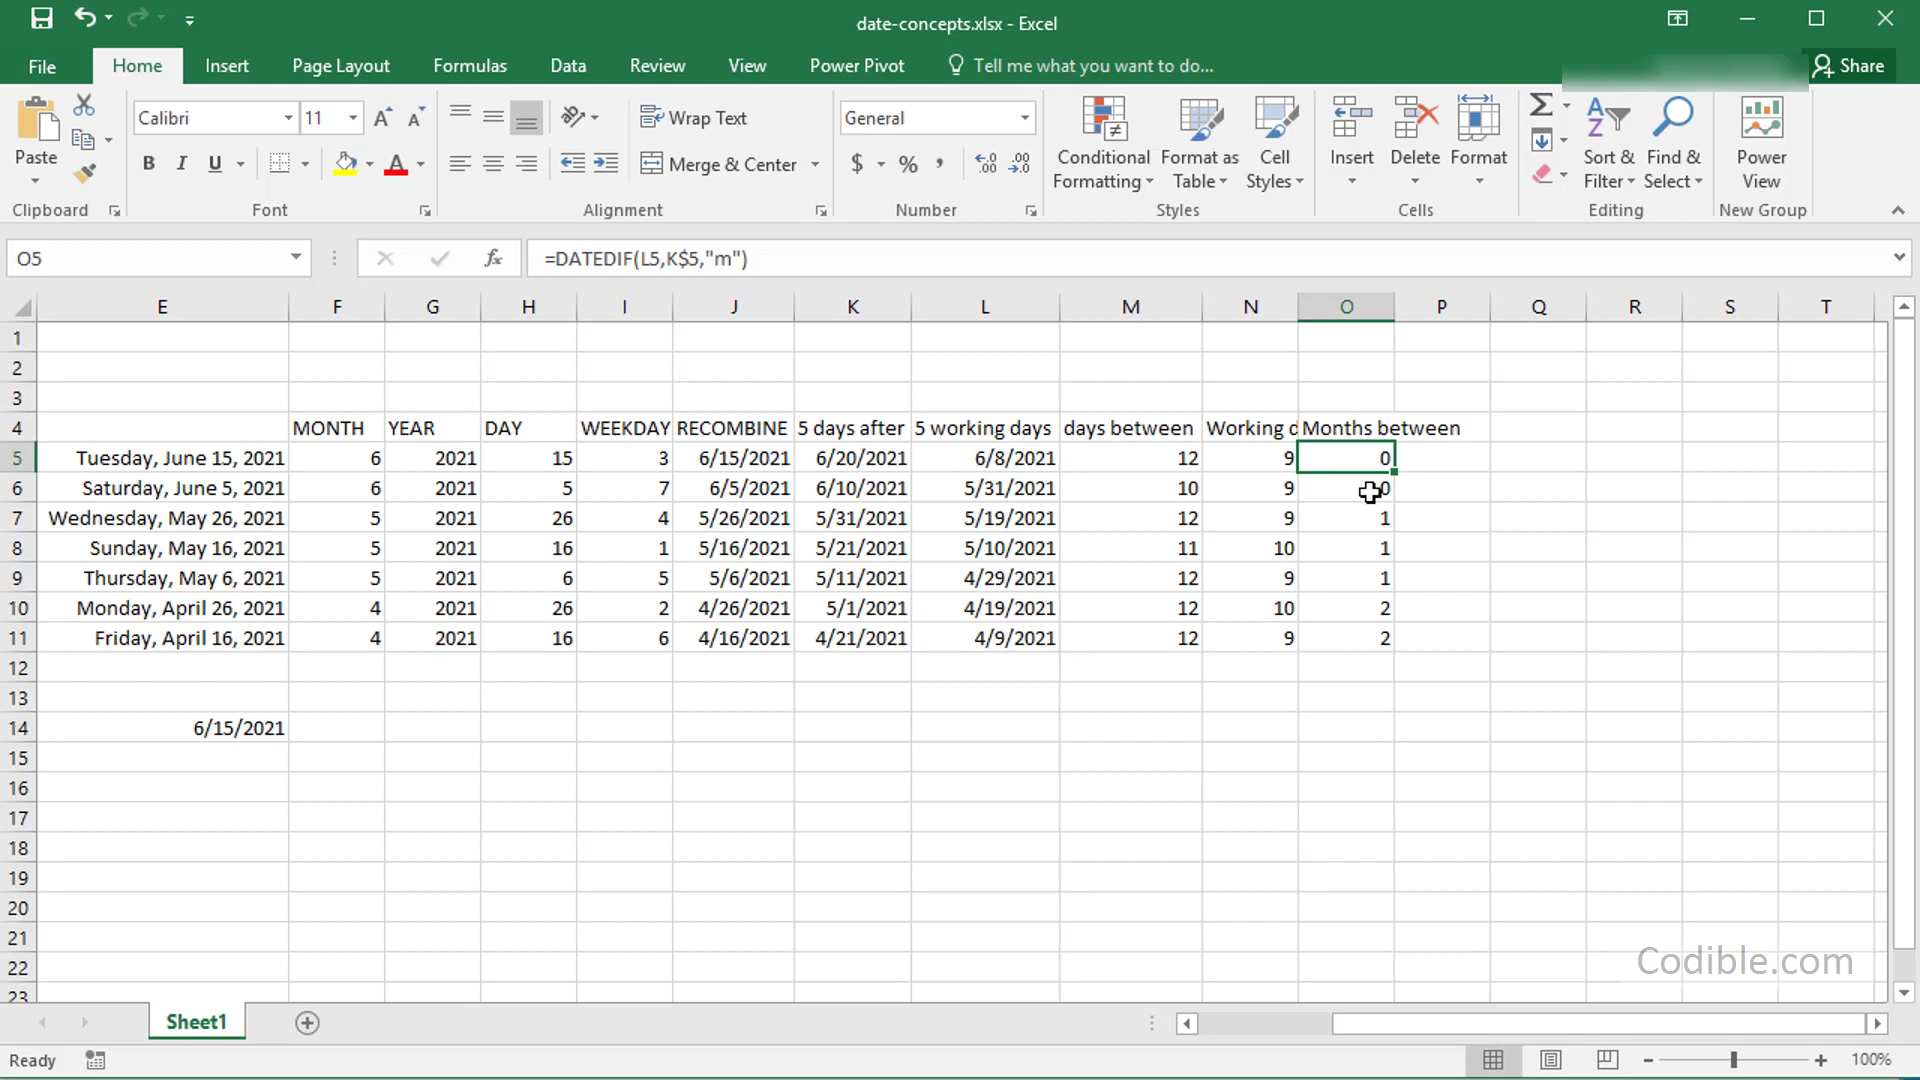 date-concepts.xlsx - Excel
File Home Insert Page Layout Formulas Data Review View Power Pivot Tell me what you want to do... Share
Paste
Calibri 11
B I U A
Wrap Text
Merge & Center
General
$ % ,
Conditional Formatting
Format as Table
Cell Styles
Insert
Delete
Format
Sort & Filter
Find & Select
Power View
Clipboard Font Alignment Number Styles Cells Editing New Group
O5 fx =DATEDIF(L5,K$5,"m")
E F G H I J K L M N O P Q R S T
1
2
3
4 MONTH YEAR DAY WEEKDAY RECOMBINE 5 days after 5 working days days between Working d Months between
5 Tuesday, June 15, 2021 6 2021 15 3 6/15/2021 6/20/2021 6/8/2021 12 9 0
6 Saturday, June 5, 2021 6 2021 5 7 6/5/2021 6/10/2021 5/31/2021 10 9 0
7 Wednesday, May 26, 2021 5 2021 26 4 5/26/2021 5/31/2021 5/19/2021 12 9 1
8 Sunday, May 16, 2021 5 2021 16 1 5/16/2021 5/21/2021 5/10/2021 11 10 1
9 Thursday, May 6, 2021 5 2021 6 5 5/6/2021 5/11/2021 4/29/2021 12 9 1
10 Monday, April 26, 2021 4 2021 26 2 4/26/2021 5/1/2021 4/19/2021 12 10 2
11 Friday, April 16, 2021 4 2021 16 6 4/16/2021 4/21/2021 4/9/2021 12 9 2
12
13
14 6/15/2021
15
16
17
18
19
20
21
22
23
Codible.com
Sheet1
Ready 100%